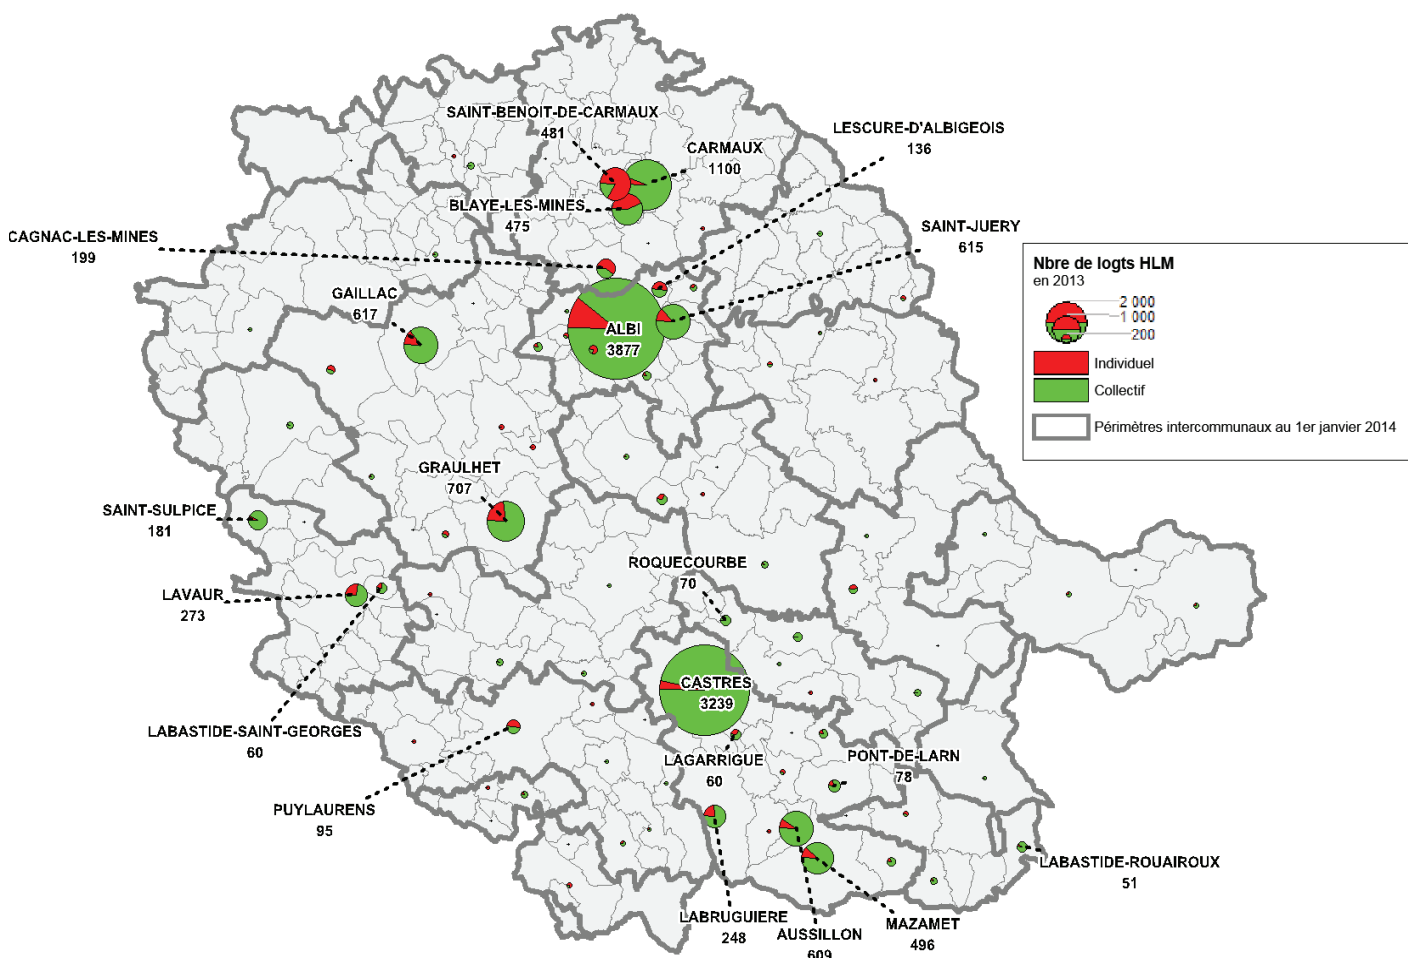 SAINT-BENOIT-DE-CARMAUX
481
LESCURE-D'ALBIGEOIS
136
CARMAUX
1100
BLAYE-LES-MINES
475
SAINT-JUERY
615
CAGNAC-LES-MINES
199
GAILLAC
617
ALBI
3877
Nbre de logts HLM
en 2013
2 000
1 000
200
Individuel
Collectif
Périmètres intercommunaux au 1er janvier 2014
GRAULHET
707
SAINT-SULPICE
181
ROQUECOURBE
70
LAVAUR
273
CASTRES
3239
LABASTIDE-SAINT-GEORGES
60
LAGARRIGUE
60
PONT-DE-LARN
78
PUYLAURENS
95
LABASTIDE-ROUAIROUX
51
LABRUGUIERE
248
AUSSILLON
609
MAZAMET
496